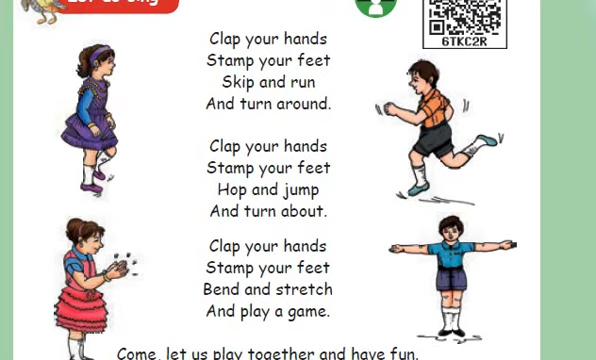 Let us sing
6TKC2R
Clap your hands
Stamp your feet
Skip and run
And turn around.
Clap your hands
Stamp your feet
Hop and jump
And turn about.
Clap your hands
Stamp your feet
Bend and stretch
And play a game.
Come, let us play together and have fun.